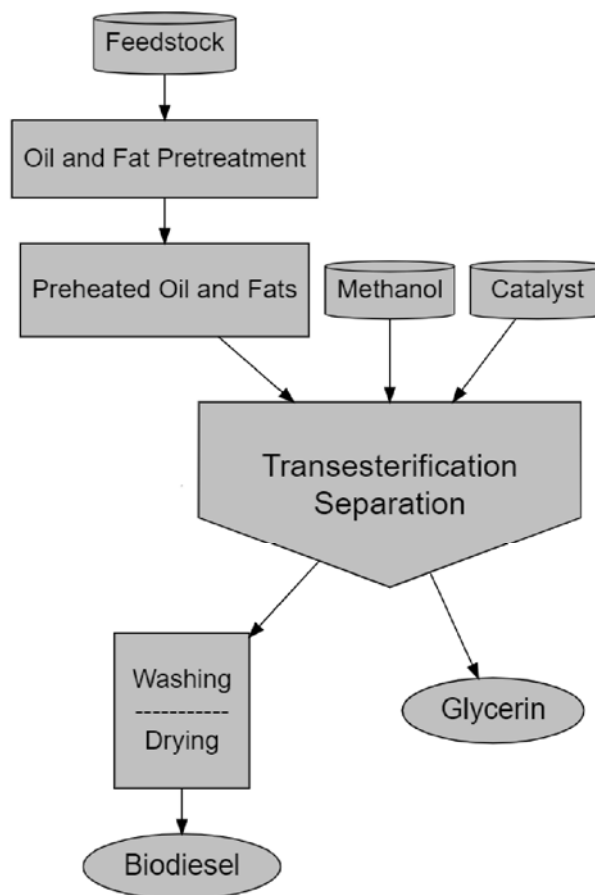 Feedstock
Oil and Fat Pretreatment
Preheated Oil and Fats
Methanol
Catalyst
Transesterification
Separation
Washing
-----------
Drying
Glycerin
Biodiesel